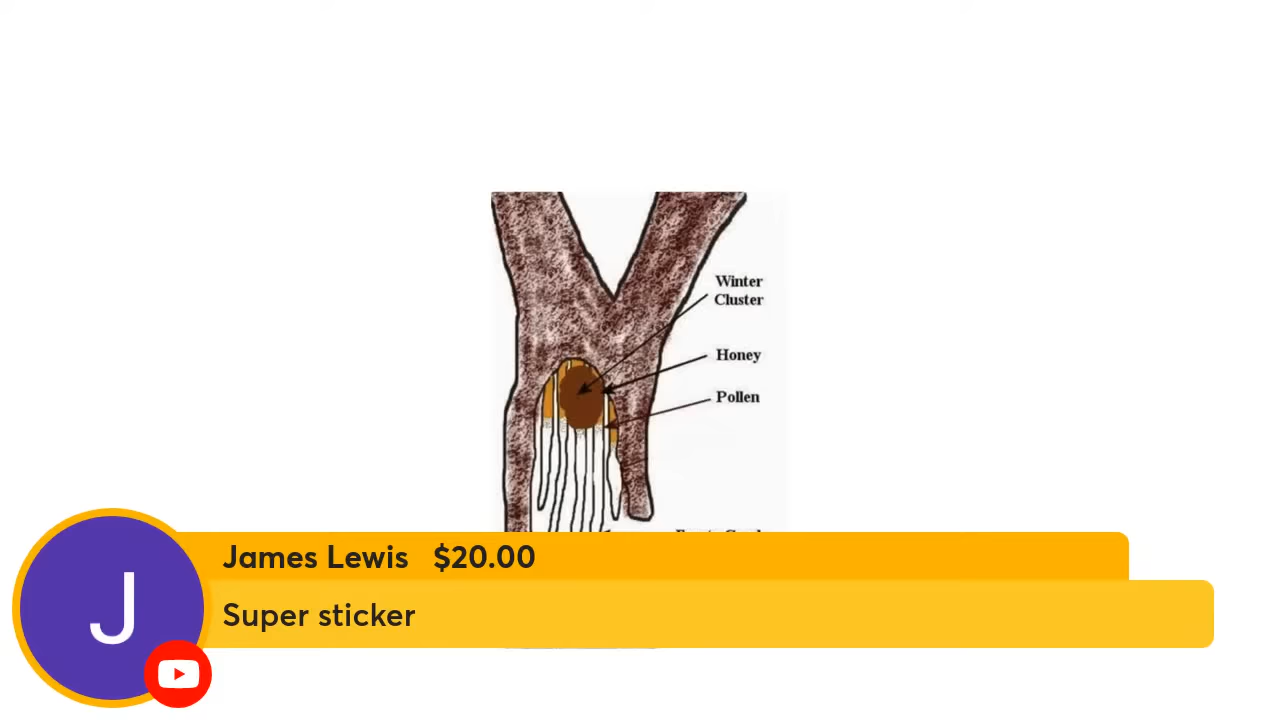 Winter
Cluster
Honey
Pollen
James Lewis $20.00
Super sticker
J